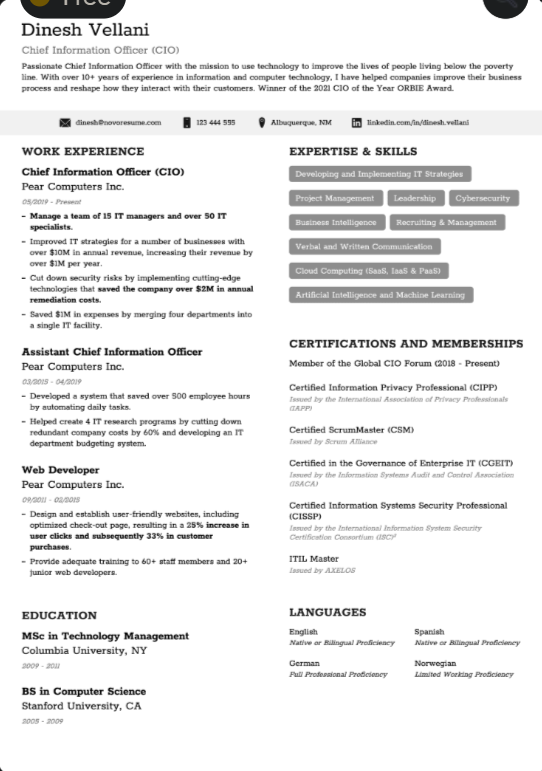 Free
Dinesh Vellani
Chief Information Officer (CIO)
Passionate Chief Information Officer with the mission to use technology to improve the lives of people living below the poverty
line. With over 10+ years of experience in information and computer technology, I have helped companies improve their business
process and reshape how they interact with their customers. Winner of the 2021 CIO of the Year ORBIE Award.
dinesh@novoresume.com 123 444 555 Albuquerque, NM linkedin.com/in/dinesh.vellani
WORK EXPERIENCE
Chief Information Officer (CIO)
Pear Computers Inc.
05/2019 - Present
- Manage a team of 15 IT managers and over 50 IT
specialists.
- Improved IT strategies for a number of businesses with
over $10M in annual revenue, increasing their revenue by
over $1M per year.
- Cut down security risks by implementing cutting-edge
technologies that saved the company over $2M in annual
remediation costs.
- Saved $1M in expenses by merging four departments into
a single IT facility.
Assistant Chief Information Officer
Pear Computers Inc.
03/2015 - 04/2019
- Developed a system that saved over 500 employee hours
by automating daily tasks.
- Helped create 4 IT research programs by cutting down
redundant company costs by 60% and developing an IT
department budgeting system.
Web Developer
Pear Computers Inc.
09/2011 - 02/2015
- Design and establish user-friendly websites, including
optimized check-out page, resulting in a 25% increase in
user clicks and subsequently 33% in customer
purchases.
- Provide adequate training to 60+ staff members and 20+
junior web developers.
EDUCATION
MSc in Technology Management
Columbia University, NY
2009 - 2011
BS in Computer Science
Stanford University, CA
2005 - 2009
EXPERTISE & SKILLS
Developing and Implementing IT Strategies
Project Management Leadership Cybersecurity
Business Intelligence Recruiting & Management
Verbal and Written Communication
Cloud Computing (SaaS, IaaS & PaaS)
Artificial Intelligence and Machine Learning
CERTIFICATIONS AND MEMBERSHIPS
Member of the Global CIO Forum (2018 - Present)
Certified Information Privacy Professional (CIPP)
Issued by the International Association of Privacy Professionals
(IAPP)
Certified ScrumMaster (CSM)
Issued by Scrum Alliance
Certified in the Governance of Enterprise IT (CGEIT)
Issued by the Information Systems Audit and Control Association
(ISACA)
Certified Information Systems Security Professional
(CISSP)
Issued by the International Information System Security
Certification Consortium (ISC)²
ITIL Master
Issued by AXELOS
LANGUAGES
English Spanish
Native or Bilingual Proficiency Native or Bilingual Proficiency
German Norwegian
Full Professional Proficiency Limited Working Proficiency